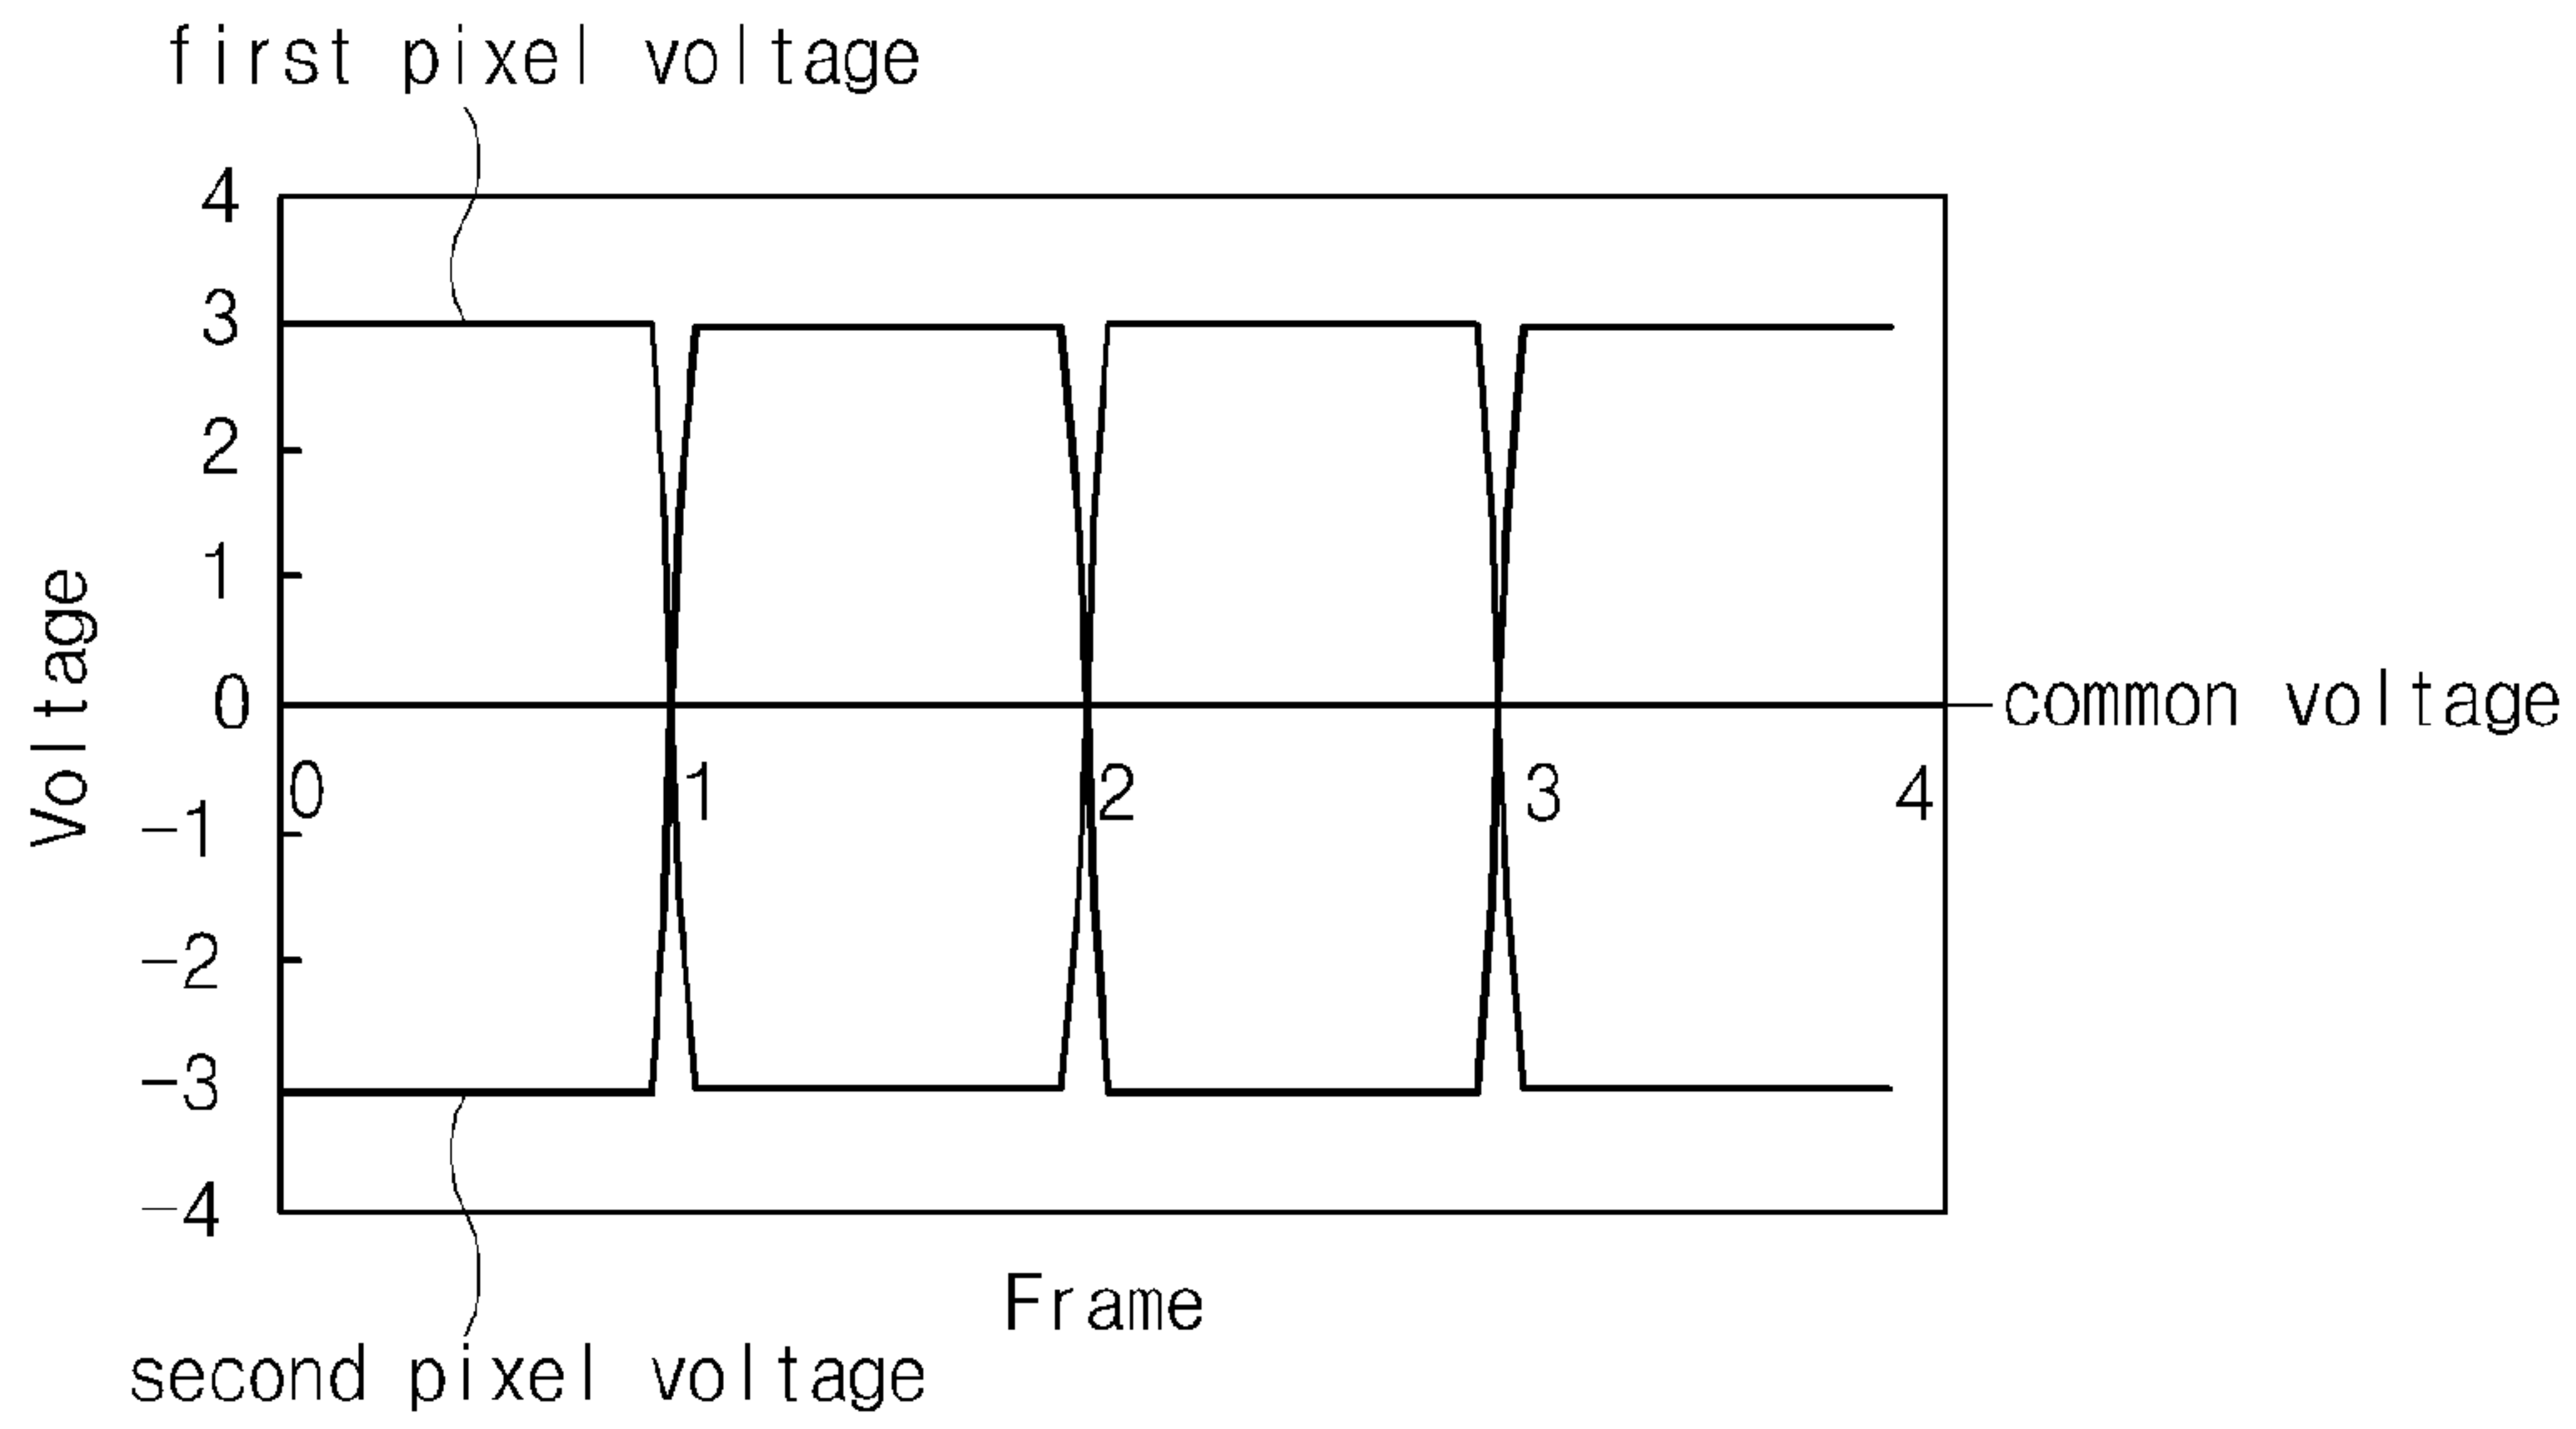 first pixel voltage
4
3
2
1
0
-1
-2
-3
-4
Voltage
0 1 2 3 4
common voltage
Frame
second pixel voltage